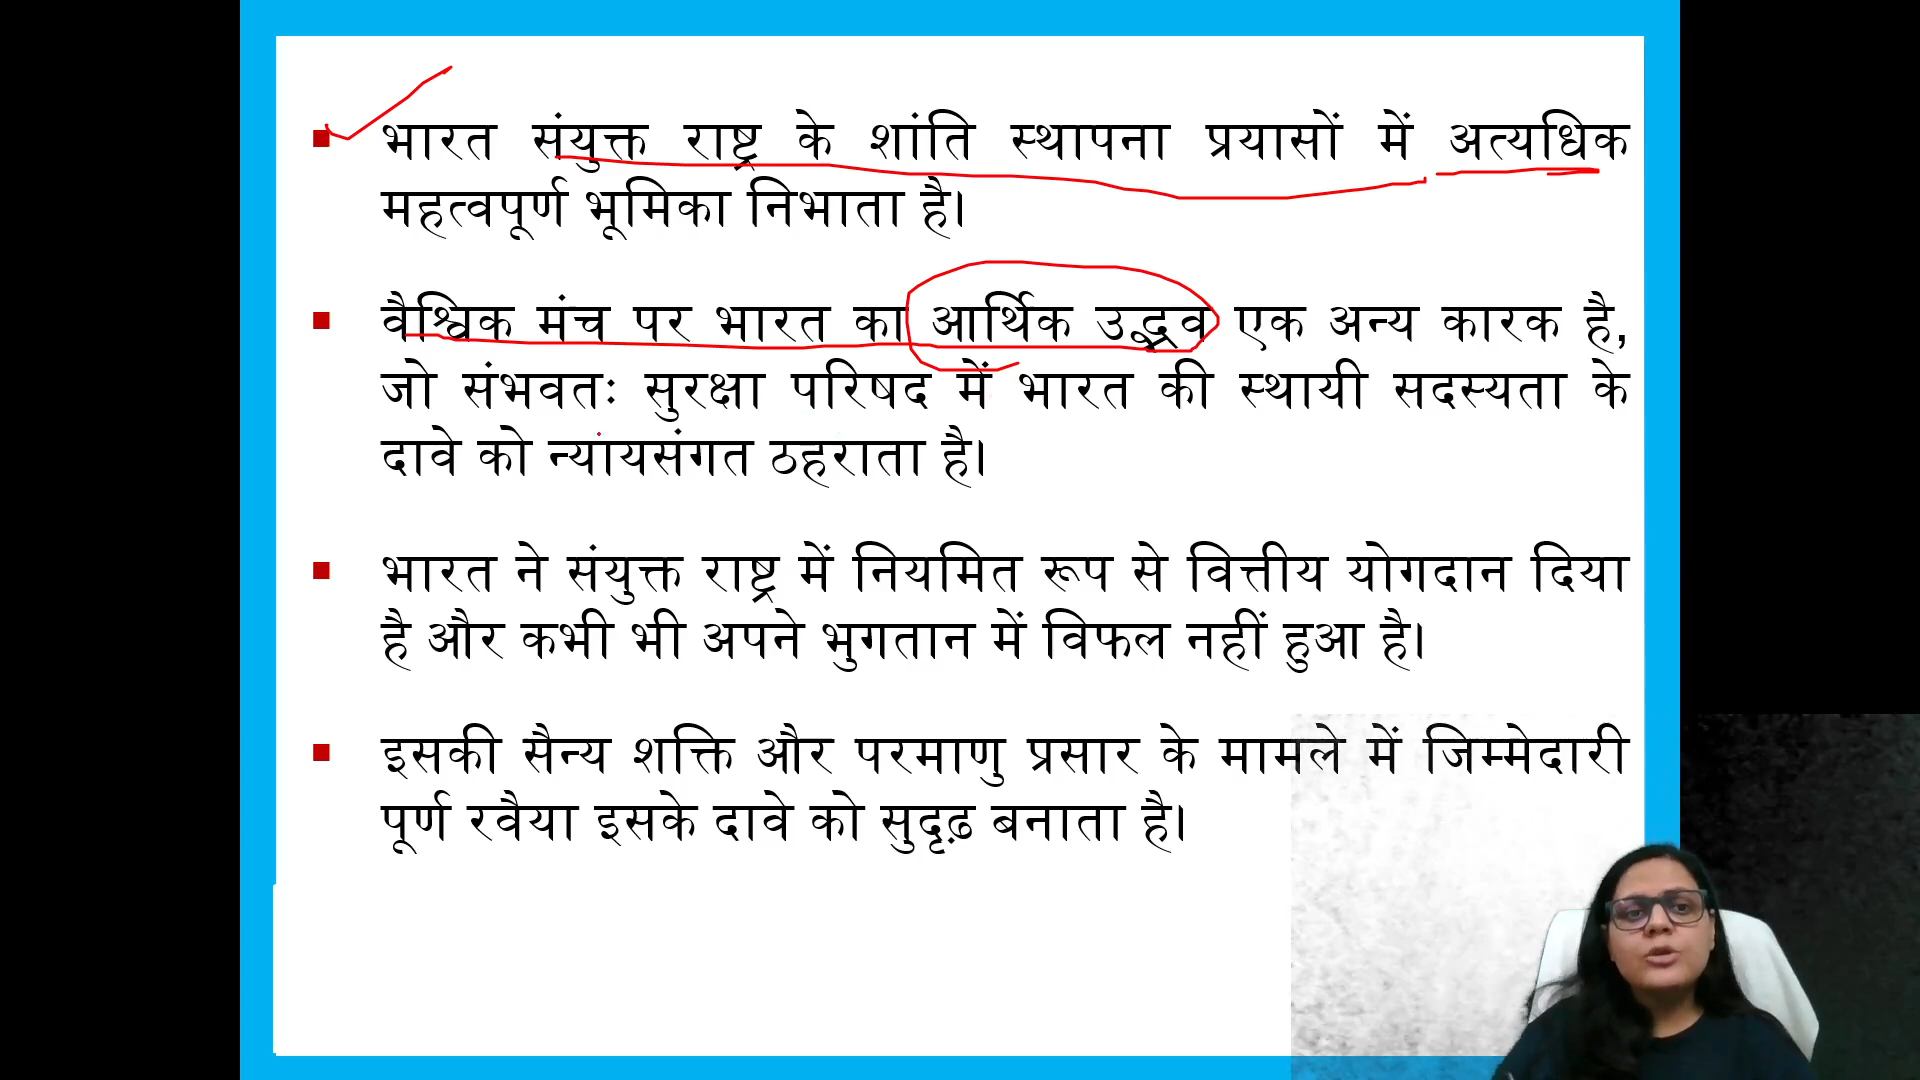 भारत संयुक्त राष्ट्र के शांति स्थापना प्रयासों में अत्यधिक
महत्वपूर्ण भूमिका निभाता है।
वैश्विक मंच पर भारत का आर्थिक उद्भव एक अन्य कारक है,
जो संभवतः सुरक्षा परिषद में भारत की स्थायी सदस्यता के
दावे को न्यायसंगत ठहराता है।
भारत ने संयुक्त राष्ट्र में नियमित रूप से वित्तीय योगदान दिया
है और कभी भी अपने भुगतान में विफल नहीं हुआ है।
इसकी सैन्य शक्ति और परमाणु प्रसार के मामले में जिम्मेदारी
पूर्ण रवैया इसके दावे को सुदृढ़ बनाता है।